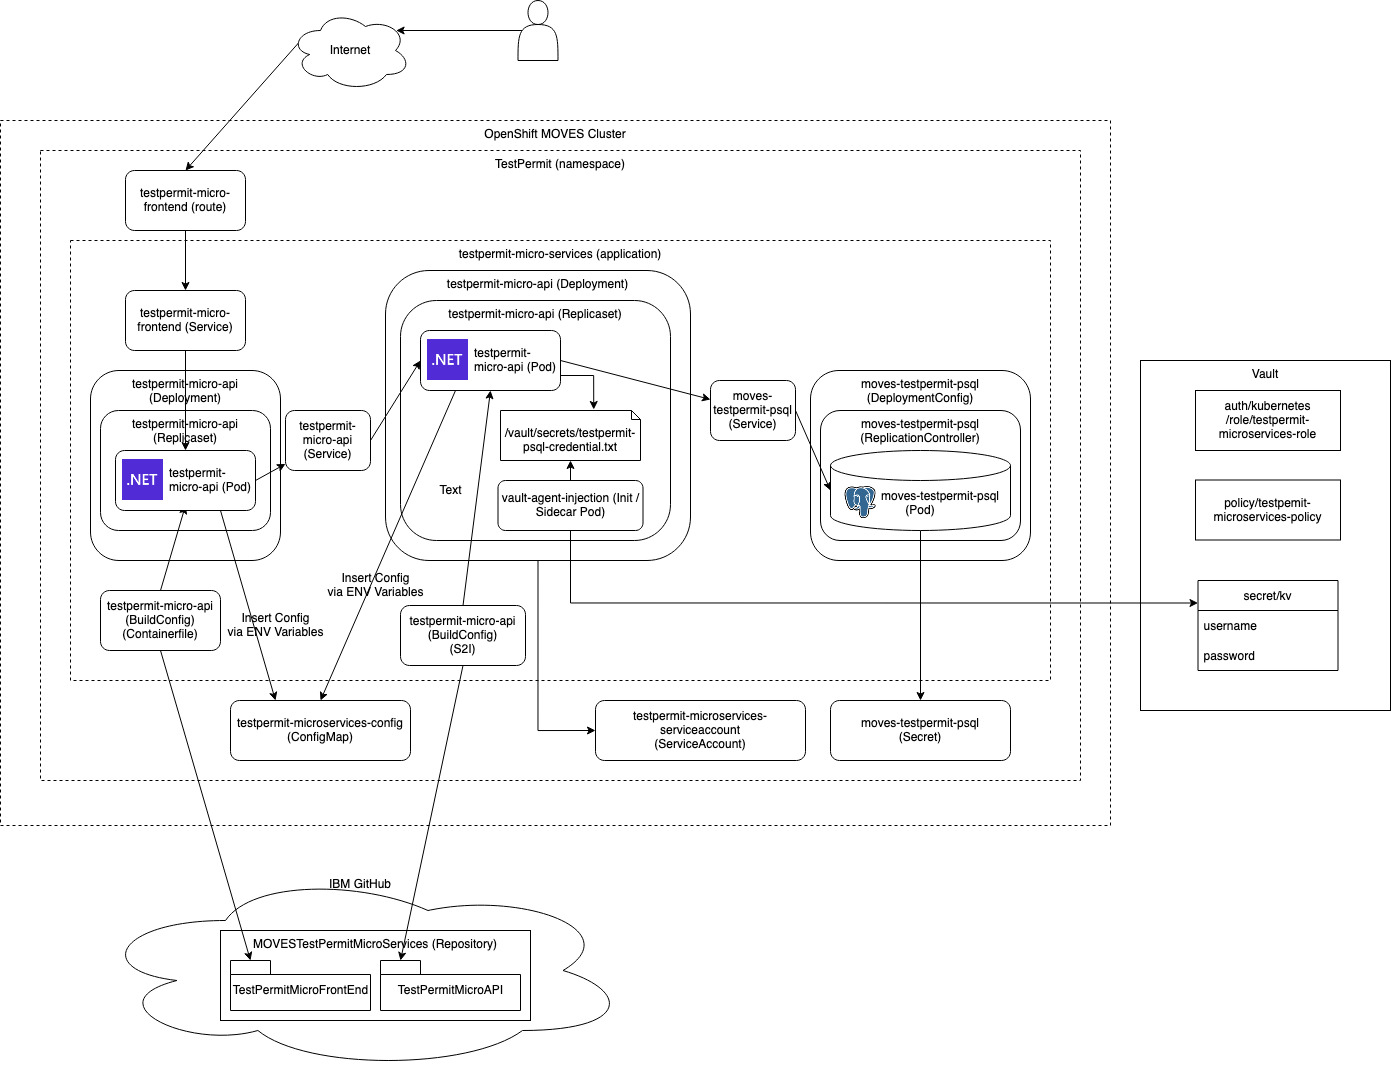 Internet
OpenShift MOVES Cluster
TestPermit (namespace)
testpermit-micro-
frontend (route)
testpermit-micro-services (application)
testpermit-micro-
frontend (Service)
testpermit-micro-api
(Deployment)
testpermit-micro-api
(Replicaset)
.NET
testpermit-
micro-api (Pod)
testpermit-
micro-api
(Service)
testpermit-micro-api (Deployment)
testpermit-micro-api (Replicaset)
.NET
testpermit-
micro-api (Pod)
/vault/secrets/testpermit-
psql-credential.txt
vault-agent-injection (Init /
Sidecar Pod)
Text
moves-
testpermit-psql
(Service)
moves-testpermit-psql
(DeploymentConfig)
moves-testpermit-psql
(ReplicationController)
moves-testpermit-psql
(Pod)
Vault
auth/kubernetes
/role/testpermit-
microservices-role
policy/testpemit-
microservices-policy
secret/kv
username
password
testpermit-micro-api
(BuildConfig)
(Containerfile)
Insert Config
via ENV Variables
Insert Config
via ENV Variables
testpermit-micro-api
(BuildConfig)
(S2I)
testpermit-microservices-config
(ConfigMap)
testpermit-microservices-
serviceaccount
(ServiceAccount)
moves-testpermit-psql
(Secret)
IBM GitHub
MOVESTestPermitMicroServices (Repository)
TestPermitMicroFrontEnd
TestPermitMicroAPI